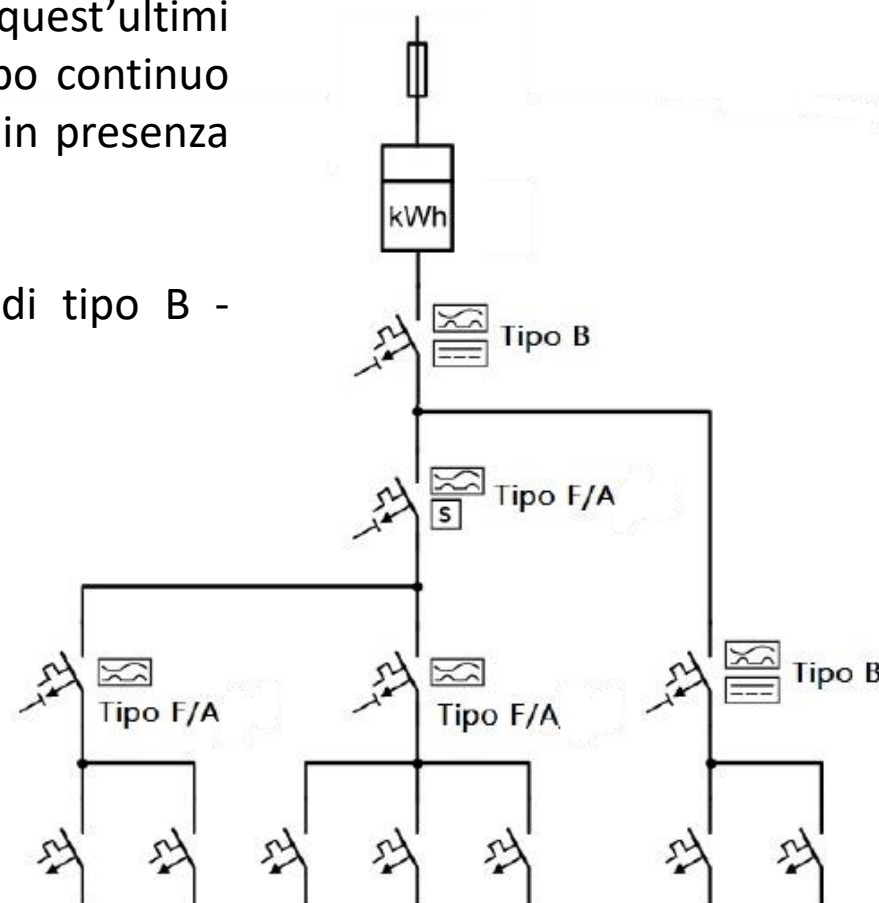 quest’ultimi
po continuo
in presenza
di tipo B -
kWh
Tipo B
Tipo F/A
S
Tipo B
Tipo F/A
Tipo F/A